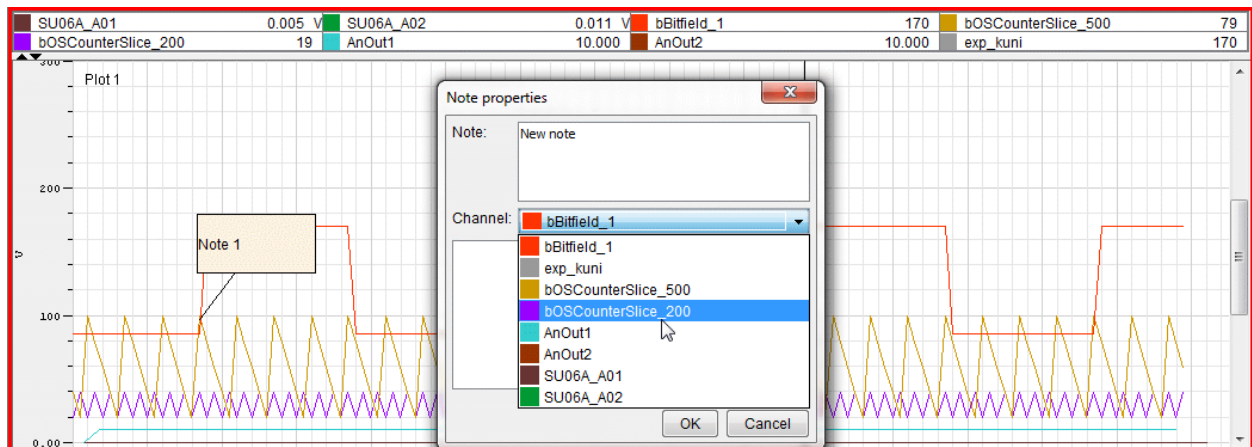 SU06A_A01 0.005 V SU06A_A02 0.011 V bBitfield_1 170 bOSCounterSlice_500 79
bOSCounterSlice_200 19 AnOut1 10.000 AnOut2 10.000 exp_kuni 170
300
Plot 1
200
100
0.00
Note 1
Note properties
Note: New note
Channel: bBitfield_1
bBitfield_1
exp_kuni
bOSCounterSlice_500
bOSCounterSlice_200
AnOut1
AnOut2
SU06A_A01
SU06A_A02
OK Cancel